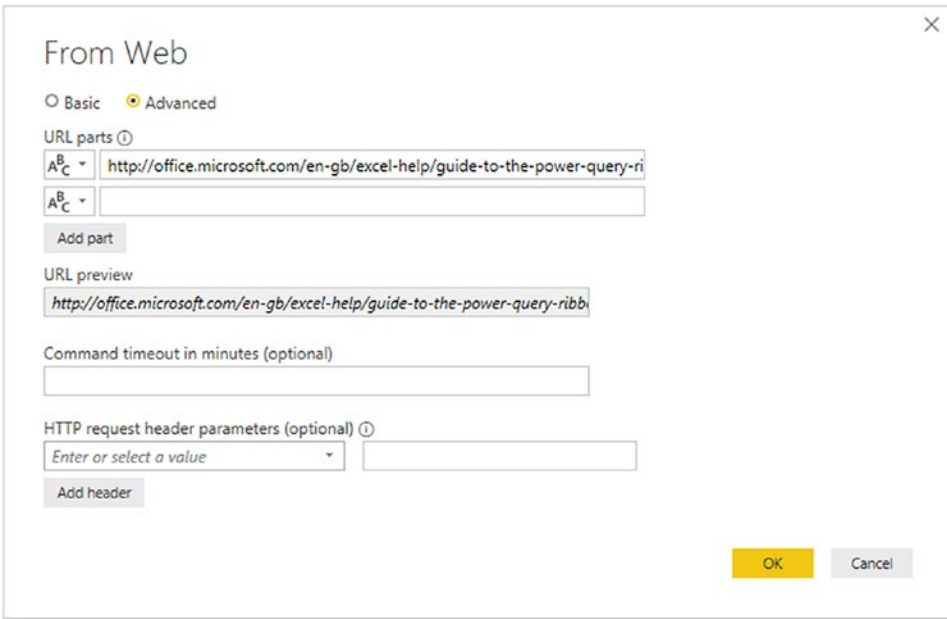 From Web
Basic Advanced
URL parts
ABC http://office.microsoft.com/en-gb/excel-help/guide-to-the-power-query-ri
ABC
Add part
URL preview
http://office.microsoft.com/en-gb/excel-help/guide-to-the-power-query-ribb
Command timeout in minutes (optional)
HTTP request header parameters (optional)
Enter or select a value
Add header
OK Cancel